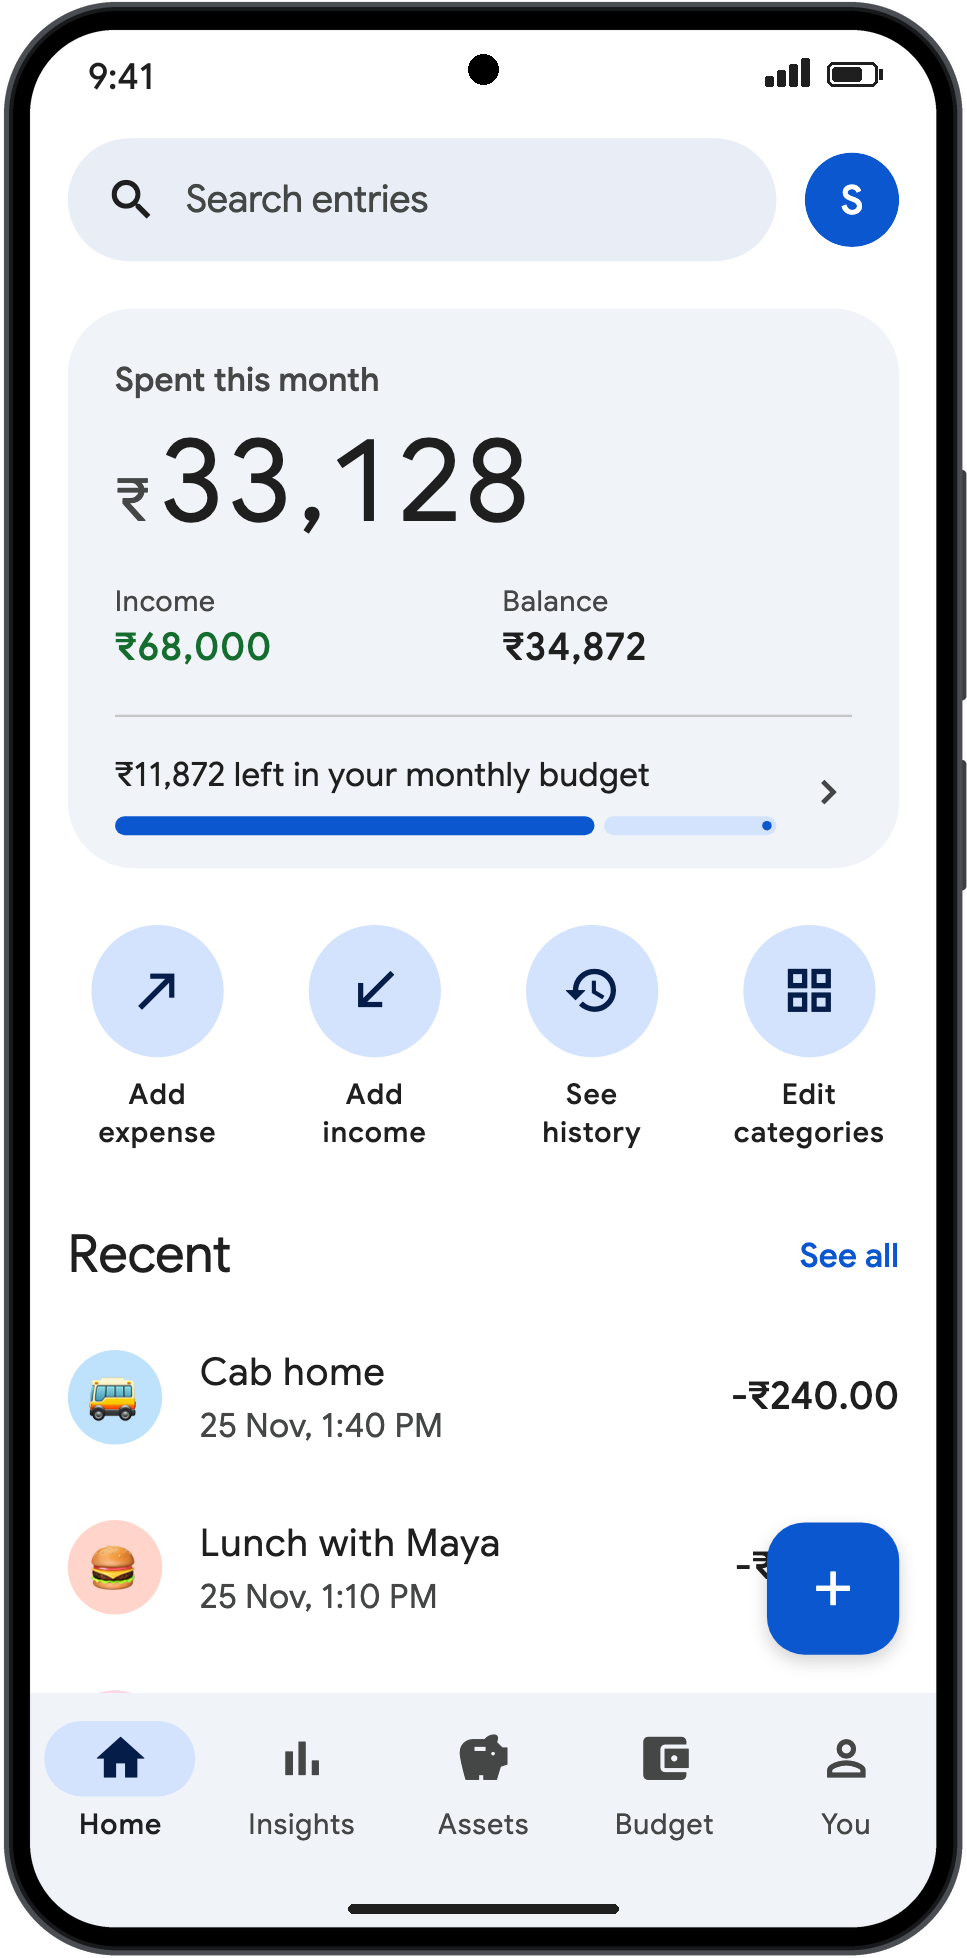 9:41
Search entries
S
Spent this month
₹33,128
Income
Balance
₹68,000
₹34,872
₹11,872 left in your monthly budget
Add expense
Add income
See history
Edit categories
Recent
See all
Cab home
-₹240.00
25 Nov, 1:40 PM
Lunch with Maya
-₹
25 Nov, 1:10 PM
Home
Insights
Assets
Budget
You